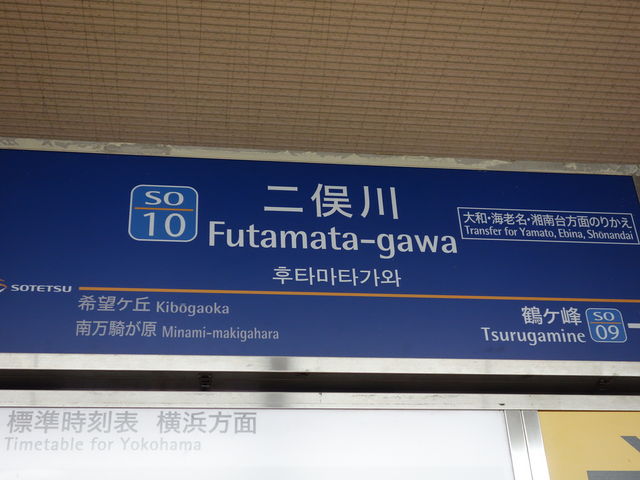 SO
10
二俣川
Futamata-gawa
후타마타가와
大和・海老名・湘南台方面のりかえ
Transfer for Yamato, Ebina, Shōnandai
SOTETSU
希望ケ丘 Kibōgaoka
南万騎が原 Minami-makigahara
鶴ケ峰
Tsurugamine
SO
09
標準時刻表 横浜方面
Timetable for Yokohama